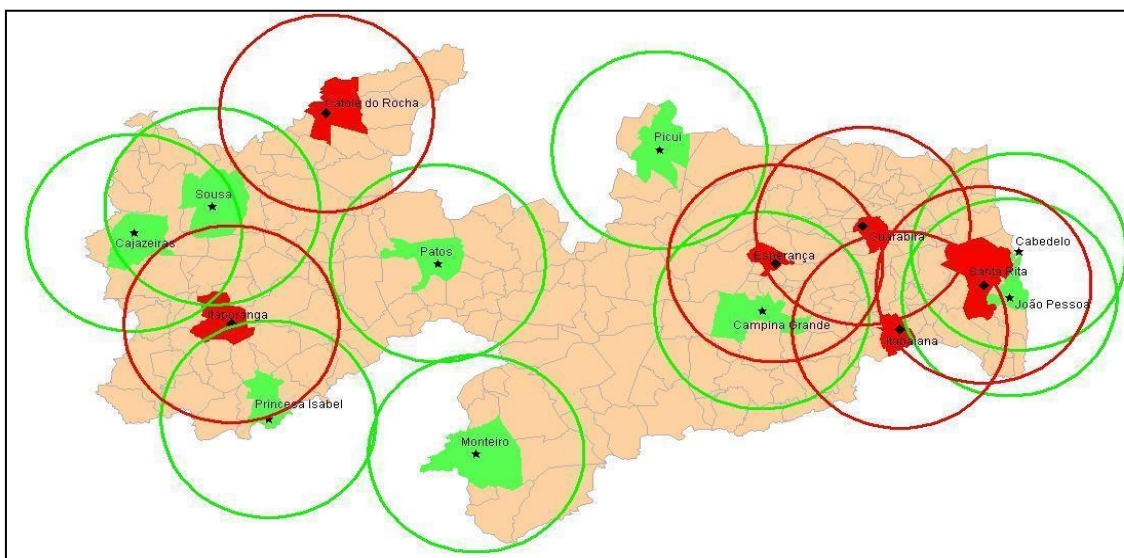 Catolé do Rocha
Picuí
Sousa
Cajazeiras
Patos
Guarabira
Esperança
Cabedelo
Santa Rita
João Pessoa
Itaporanga
Campina Grande
Itabaiana
Princesa Isabel
Monteiro